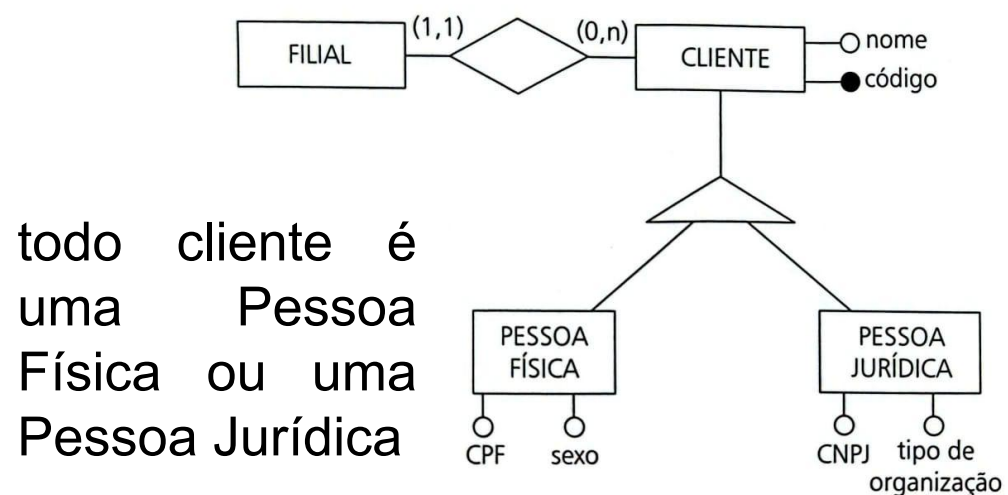 FILIAL
(1,1)
(0,n)
CLIENTE
nome
código
todo cliente é
uma Pessoa
Física ou uma
Pessoa Jurídica
PESSOA
FÍSICA
CPF
sexo
PESSOA
JURÍDICA
CNPJ
tipo de
organização